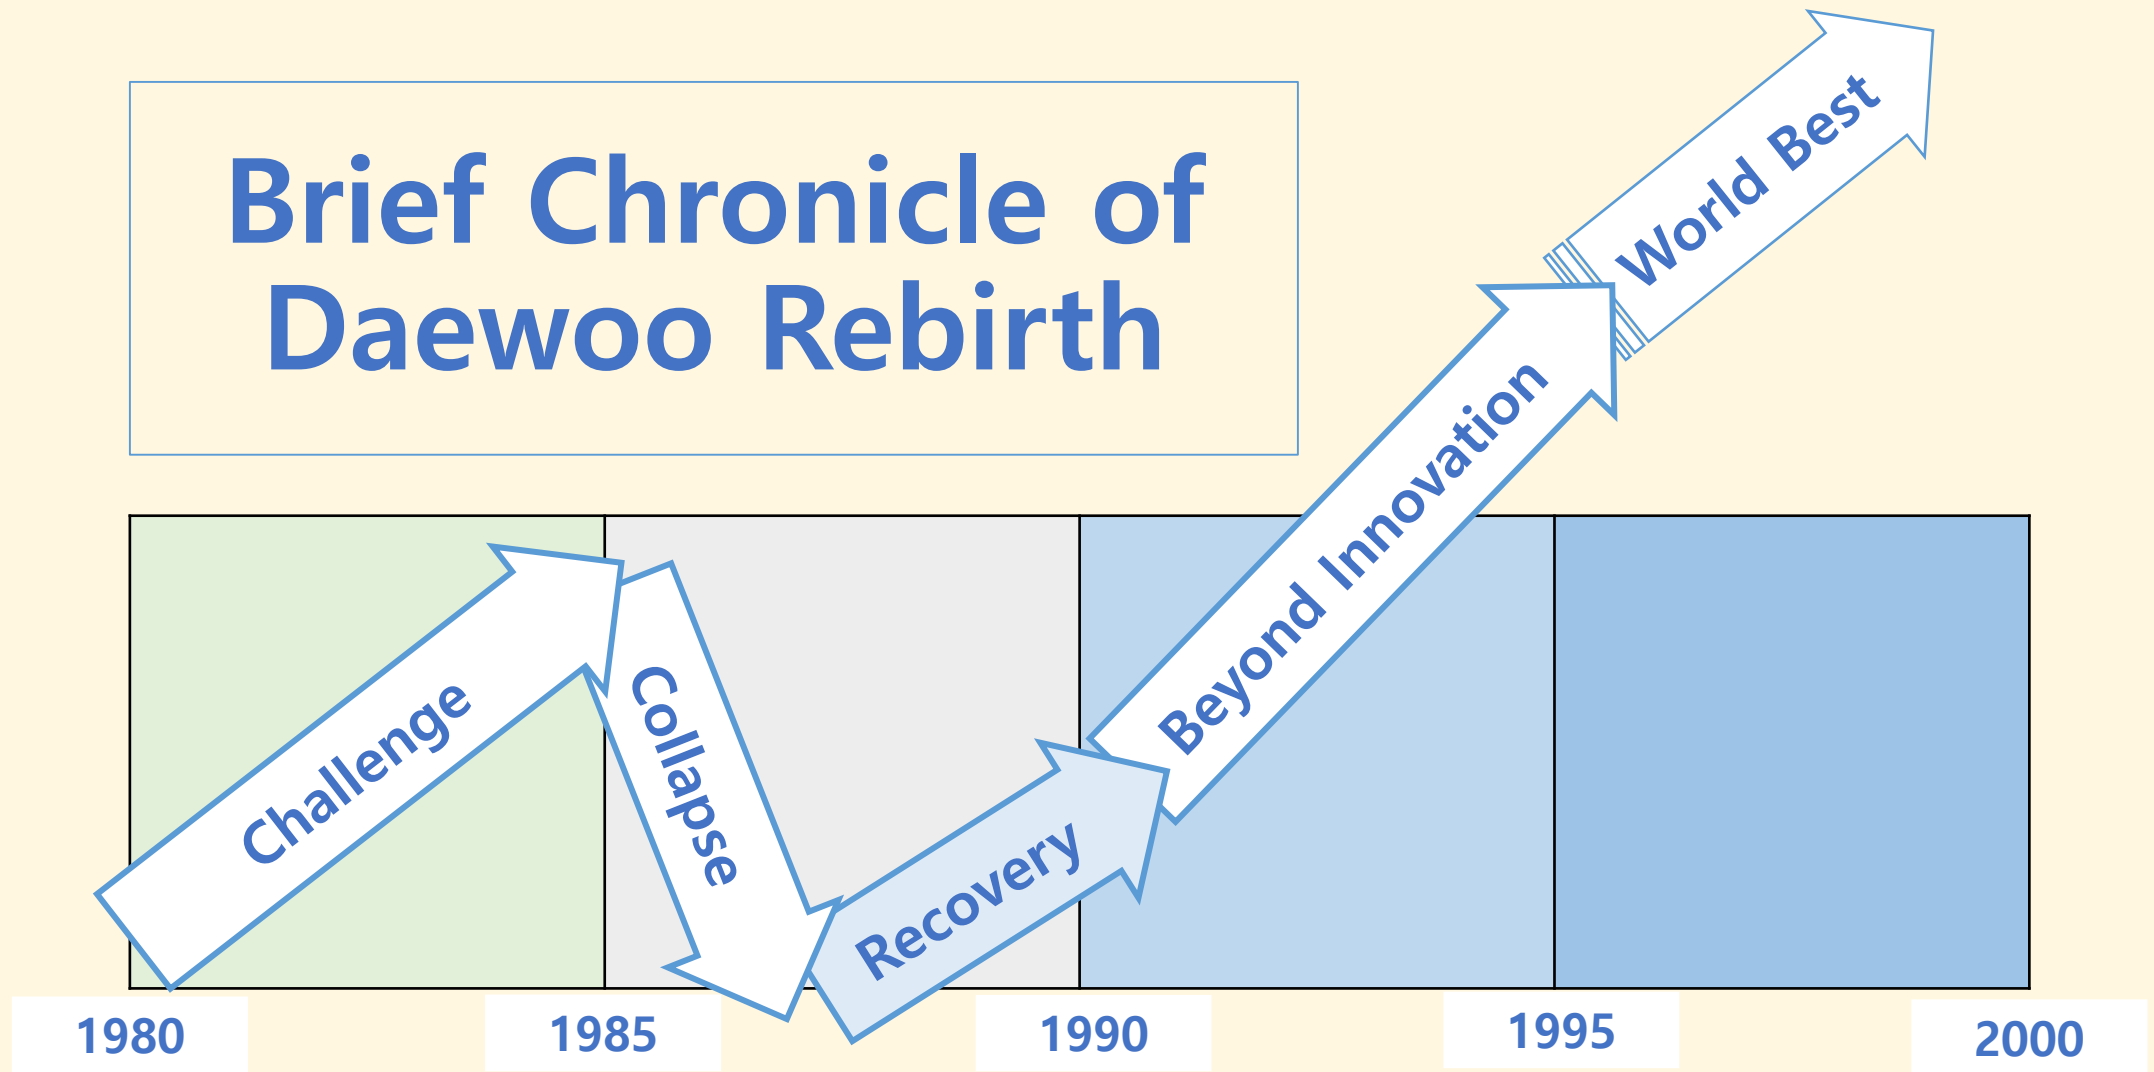 Brief Chronicle of
Daewoo Rebirth
World Best
Beyond Innovation
Challenge
Collapse
Recovery
1980
1985
1990
1995
2000